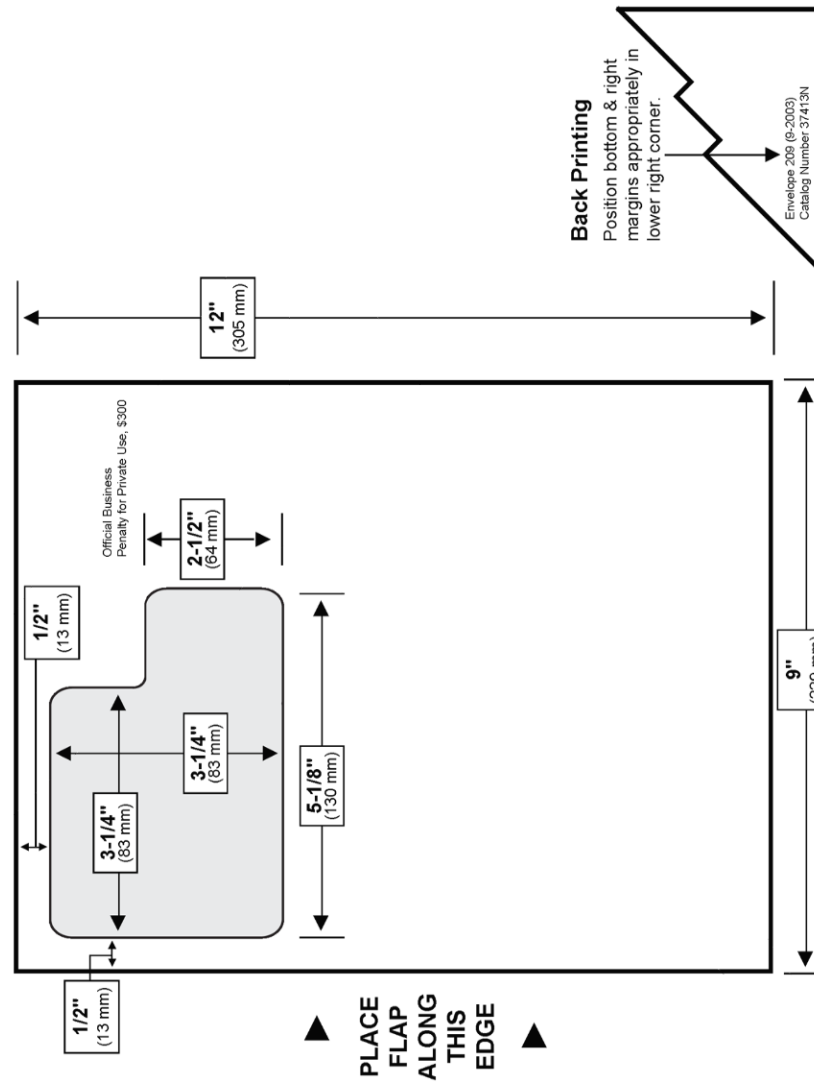 1/2"
(13 mm)
Official Business
Penalty for Private Use, $300
12"
(305 mm)
1/2"
(13 mm)
3-1/4"
(83 mm)
3-1/4"
(83 mm)
2-1/2"
(64 mm)
5-1/8"
(130 mm)
PLACE
FLAP
ALONG
THIS
EDGE
9"
Back Printing
Position bottom & right
margins appropriately in
lower right corner.
Envelope 209 (9-2003)
Catalog Number 37413N